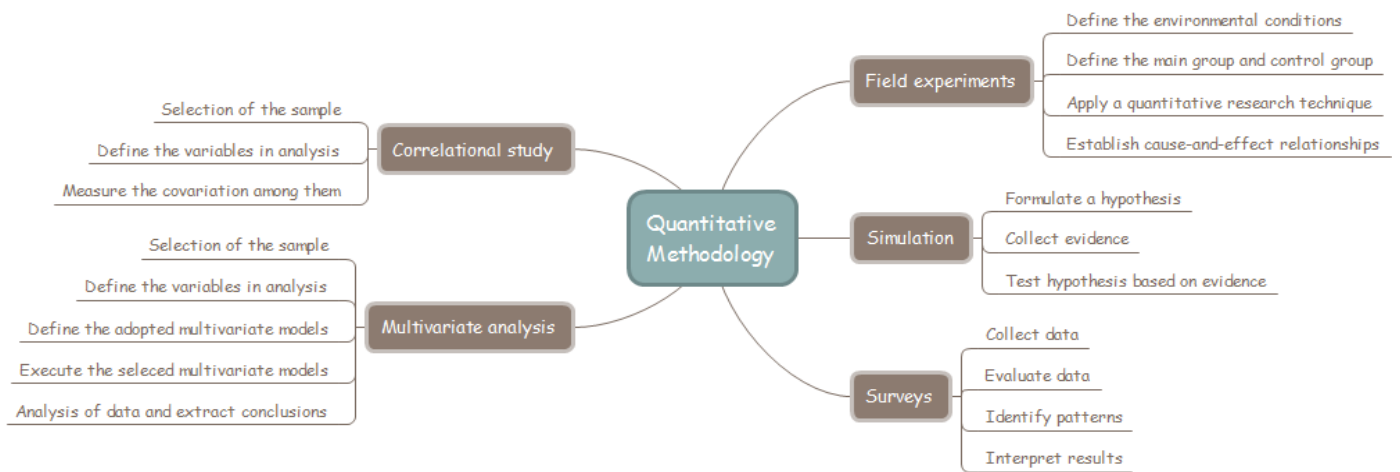 Quantitative
Methodology
Field experiments
Define the environmental conditions
Define the main group and control group
Apply a quantitative research technique
Establish cause-and-effect relationships
Simulation
Formulate a hypothesis
Collect evidence
Test hypothesis based on evidence
Surveys
Collect data
Evaluate data
Identify patterns
Interpret results
Correlational study
Selection of the sample
Define the variables in analysis
Measure the covariation among them
Multivariate analysis
Selection of the sample
Define the variables in analysis
Define the adopted multivariate models
Execute the seleced multivariate models
Analysis of data and extract conclusions